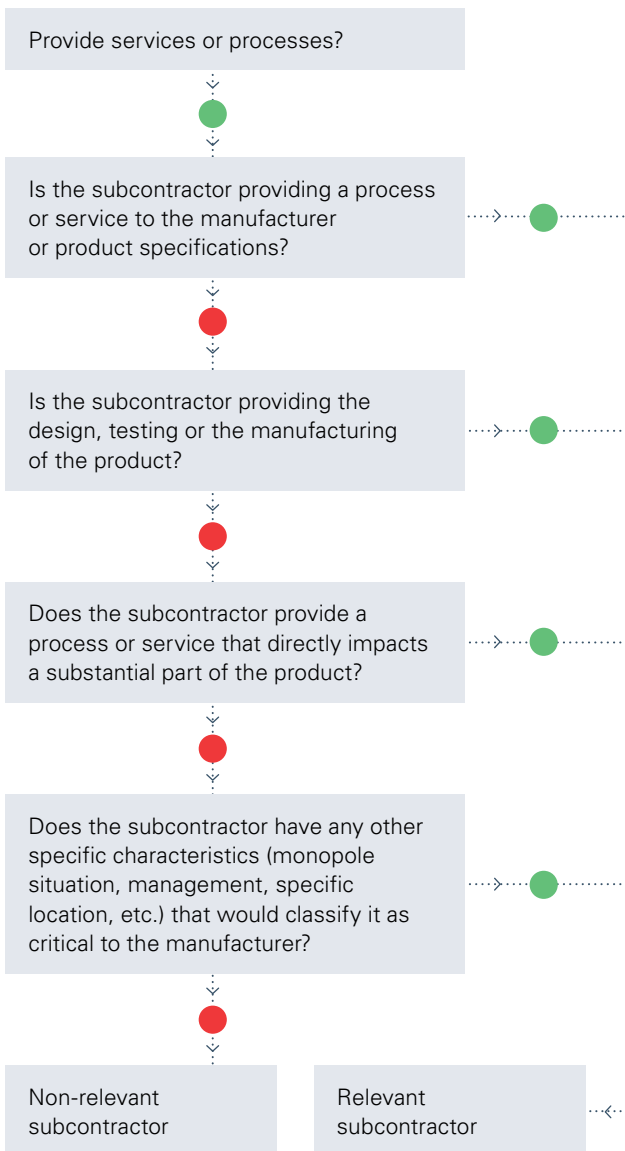 Provide services or processes?
Is the subcontractor providing a process
or service to the manufacturer
or product specifications?
Is the subcontractor providing the
design, testing or the manufacturing
of the product?
Does the subcontractor provide a
process or service that directly impacts
a substantial part of the product?
Does the subcontractor have any other
specific characteristics (monopole
situation, management, specific
location, etc.) that would classify it as
critical to the manufacturer?
Non-relevant
subcontractor
Relevant
subcontractor